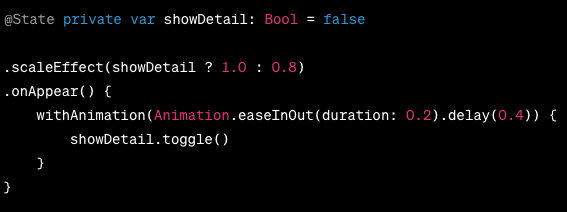 @State private var showDetail: Bool = false
.scaleEffect(showDetail ? 1.0 : 0.8)
.onAppear() {
    withAnimation(Animation.easeInOut(duration: 0.2).delay(0.4)) {
        showDetail.toggle()
    }
}